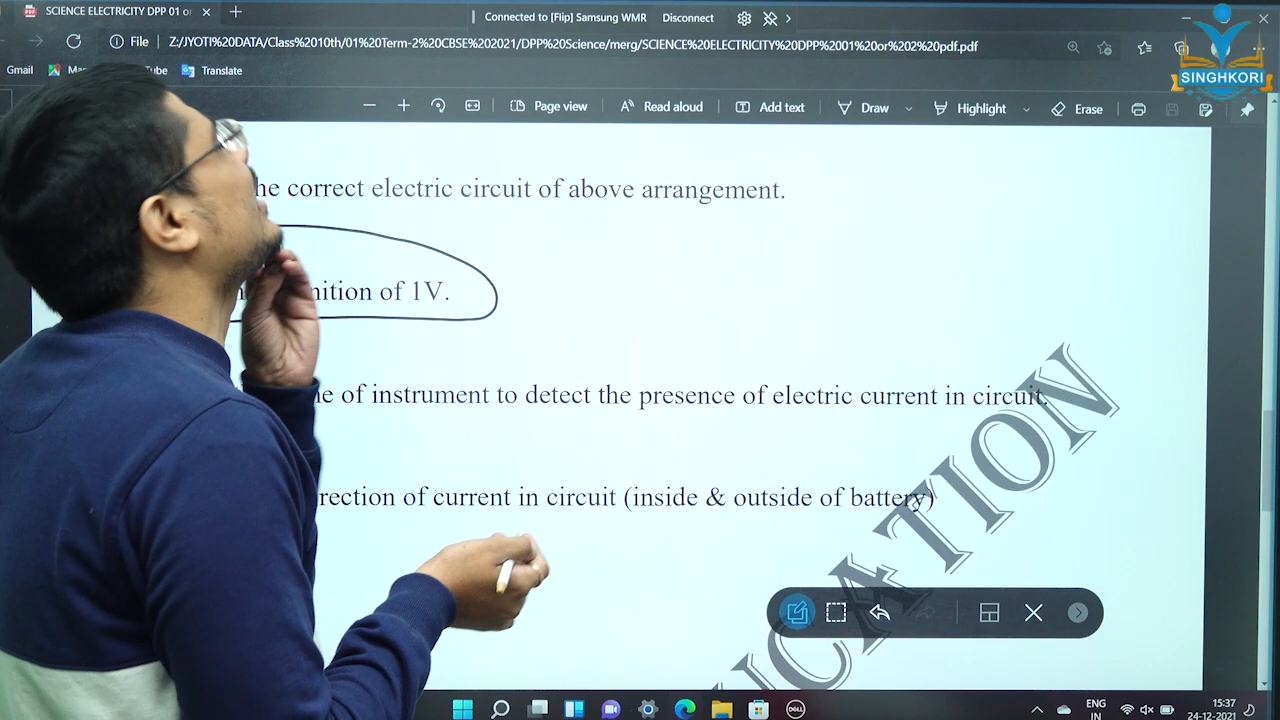 SCIENCE ELECTRICITY DPP 01 or
Connected to [Flip] Samsung WMR Disconnect
File Z:/JYOTI%20DATA/Class%2010th/01%20Term-2%20CBSE%202021/DPP%20Science/merg/SCIENCE%20ELECTRICITY%20DPP%2001%20or%202%20pdf.pdf
SINGHKORI
Gmail Translate
Page view Read aloud Add text Draw Highlight Erase
he correct electric circuit of above arrangement.
nition of 1V.
e of instrument to detect the presence of electric current in circuit.
rection of current in circuit (inside & outside of battery)
ICATION
DELL
ENG
IN
15:37
24-12-2021